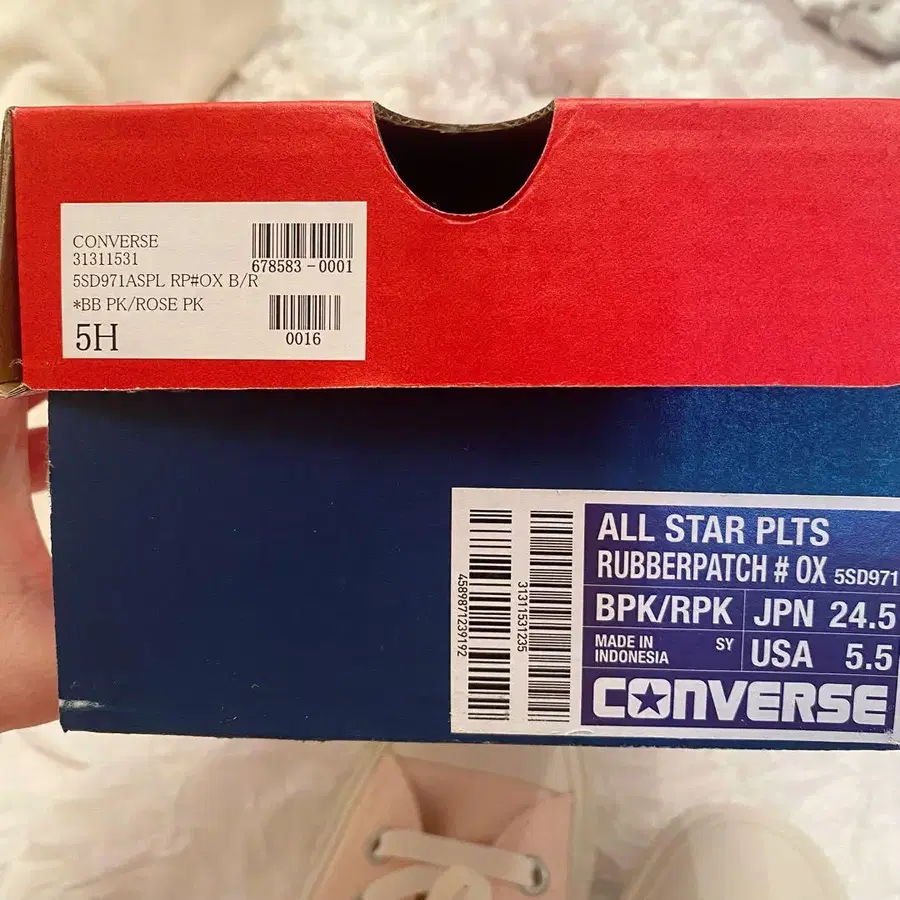 CONVERSE
31311531
678583-0001
5SD971ASPL RP#OX B/R
*BB PK/ROSE PK
5H
0016
4589871239192
31311531235
ALL STAR PLTS
RUBBERPATCH # OX 5SD971
BPK/RPK JPN 24.5
MADE IN INDONESIA SY USA 5.5
CONVERSE